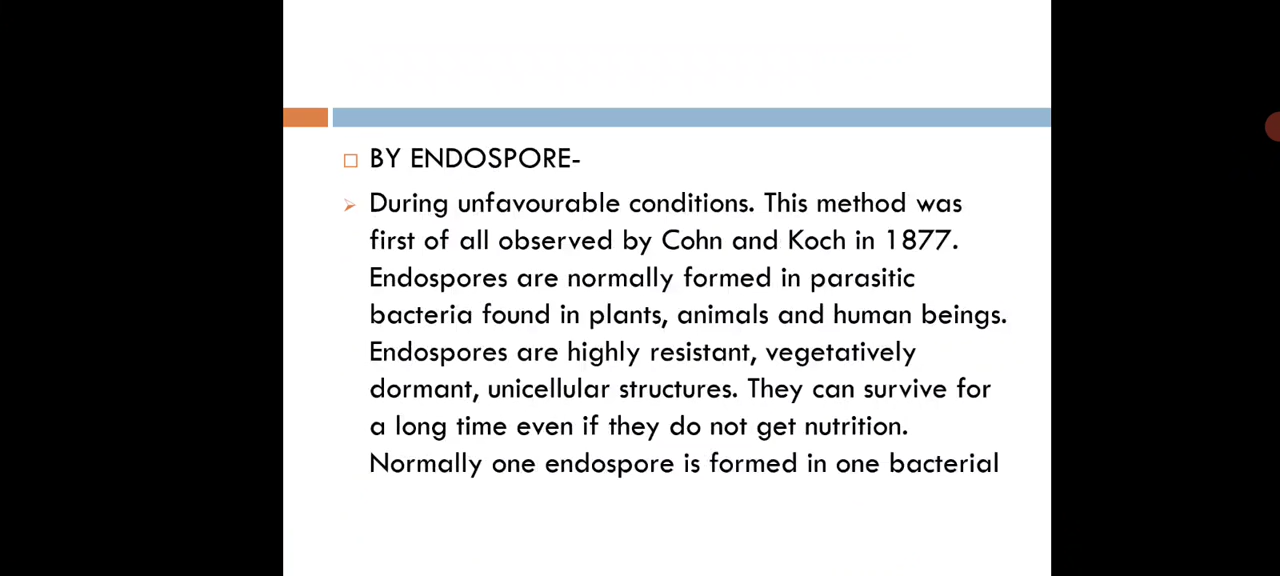 BY ENDOSPORE-
During unfavourable conditions. This method was
first of all observed by Cohn and Koch in 1877.
Endospores are normally formed in parasitic
bacteria found in plants, animals and human beings.
Endospores are highly resistant, vegetatively
dormant, unicellular structures. They can survive for
a long time even if they do not get nutrition.
Normally one endospore is formed in one bacterial